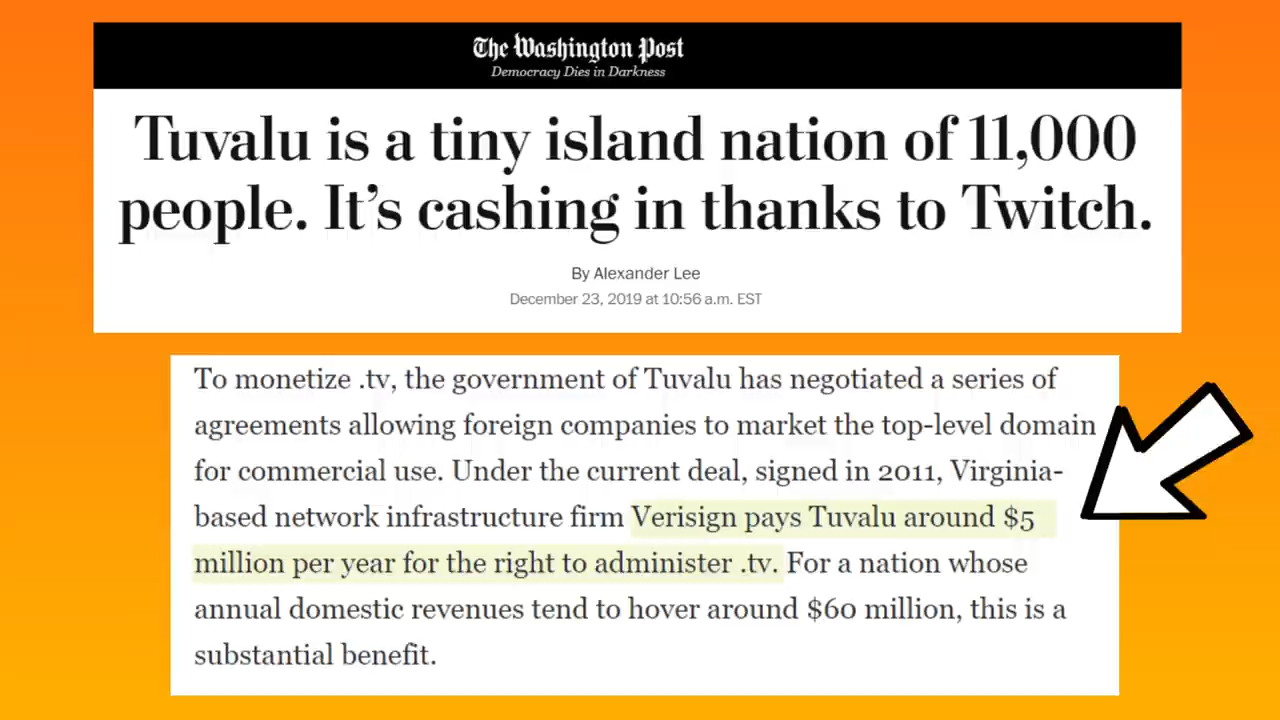 The Washington Post
Democracy Dies in Darkness
Tuvalu is a tiny island nation of 11,000
people. It’s cashing in thanks to Twitch.
By Alexander Lee
December 23, 2019 at 10:56 a.m. EST
To monetize .tv, the government of Tuvalu has negotiated a series of
agreements allowing foreign companies to market the top-level domain
for commercial use. Under the current deal, signed in 2011, Virginia-
based network infrastructure firm Verisign pays Tuvalu around $5
million per year for the right to administer .tv. For a nation whose
annual domestic revenues tend to hover around $60 million, this is a
substantial benefit.